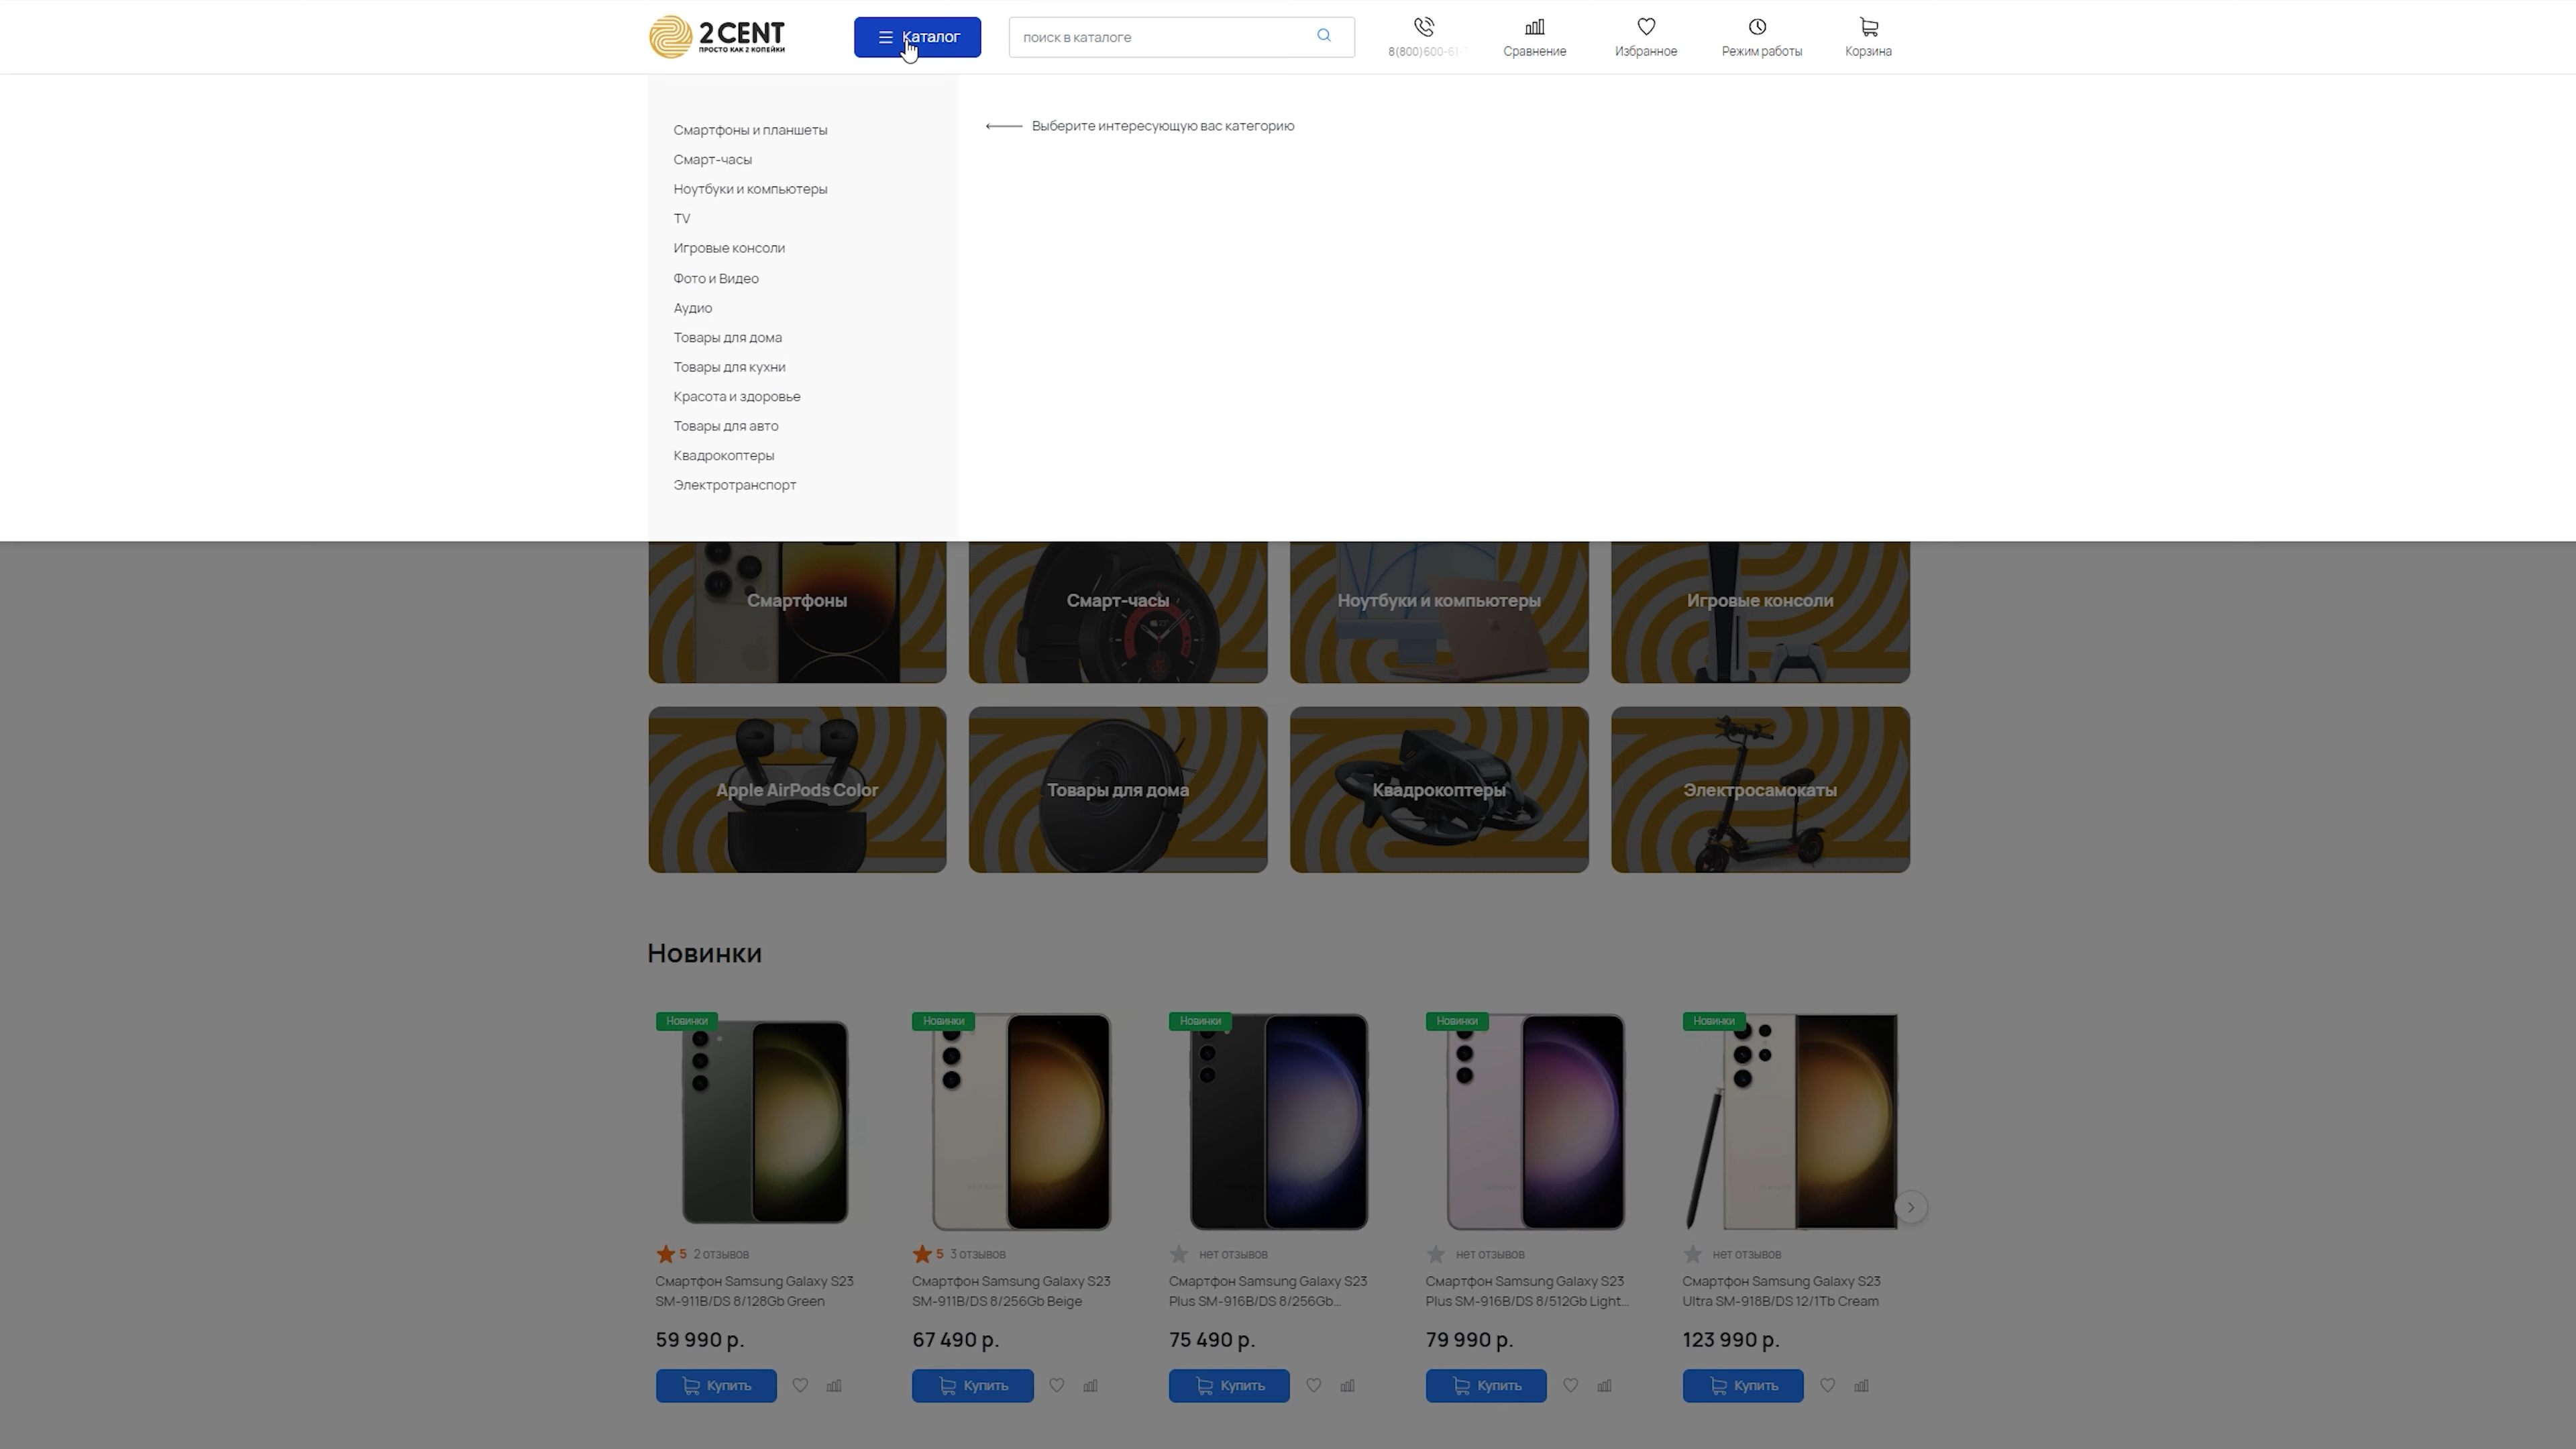 2 CENT
ПРОСТО КАК 2 КОПЕЙКИ
Каталог
поиск в каталоге
8(800)600-61-
Сравнение
Избранное
Режим работы
Корзина
Смартфоны и планшеты
Смарт-часы
Ноутбуки и компьютеры
TV
Игровые консоли
Фото и Видео
Аудио
Товары для дома
Товары для кухни
Красота и здоровье
Товары для авто
Квадрокоптеры
Электротранспорт
Выберите интересующую вас категорию
Смартфоны
Смарт-часы
Ноутбуки и компьютеры
Игровые консоли
Apple AirPods Color
Товары для дома
Квадрокоптеры
Электросамокаты
Новинки
Новинки
Новинки
Новинки
Новинки
Новинки
5 2 отзывов
5 3 отзывов
нет отзывов
нет отзывов
нет отзывов
Смартфон Samsung Galaxy S23
SM-911B/DS 8/128Gb Green
Смартфон Samsung Galaxy S23
SM-911B/DS 8/256Gb Beige
Смартфон Samsung Galaxy S23
Plus SM-916B/DS 8/256Gb...
Смартфон Samsung Galaxy S23
Plus SM-916B/DS 8/512Gb Light...
Смартфон Samsung Galaxy S23
Ultra SM-918B/DS 12/1Tb Cream
59 990 р.
67 490 р.
75 490 р.
79 990 р.
123 990 р.
Купить
Купить
Купить
Купить
Купить